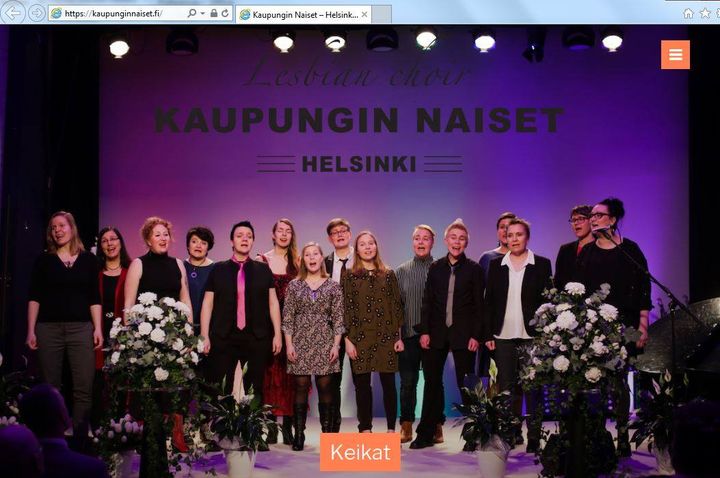 https://kaupunginnaiset.fi/
Kaupungin Naiset – Helsink...
Lesbian choir
KAUPUNGIN NAISET
HELSINKI
Keikat